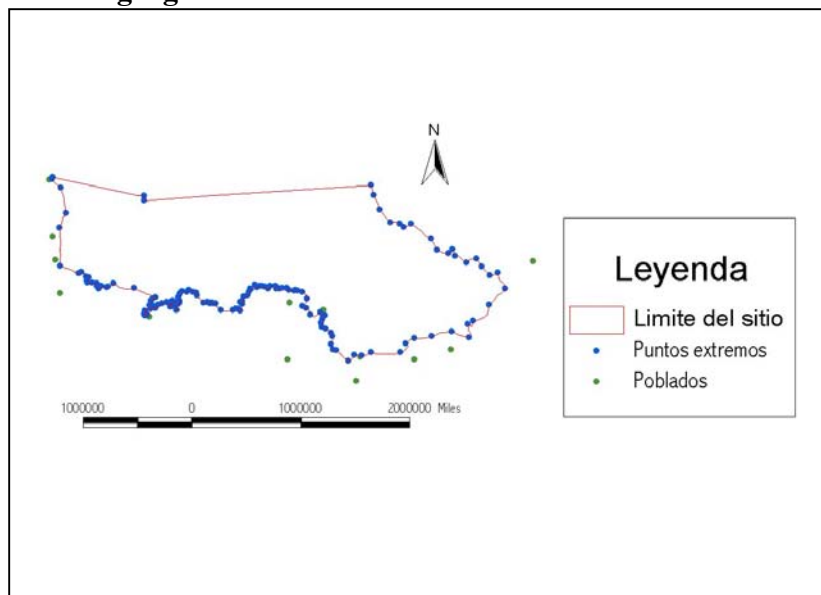 N
Leyenda
Limite del sitio
Puntos extremos
Poblados
1000000 0 1000000 2000000 Miles